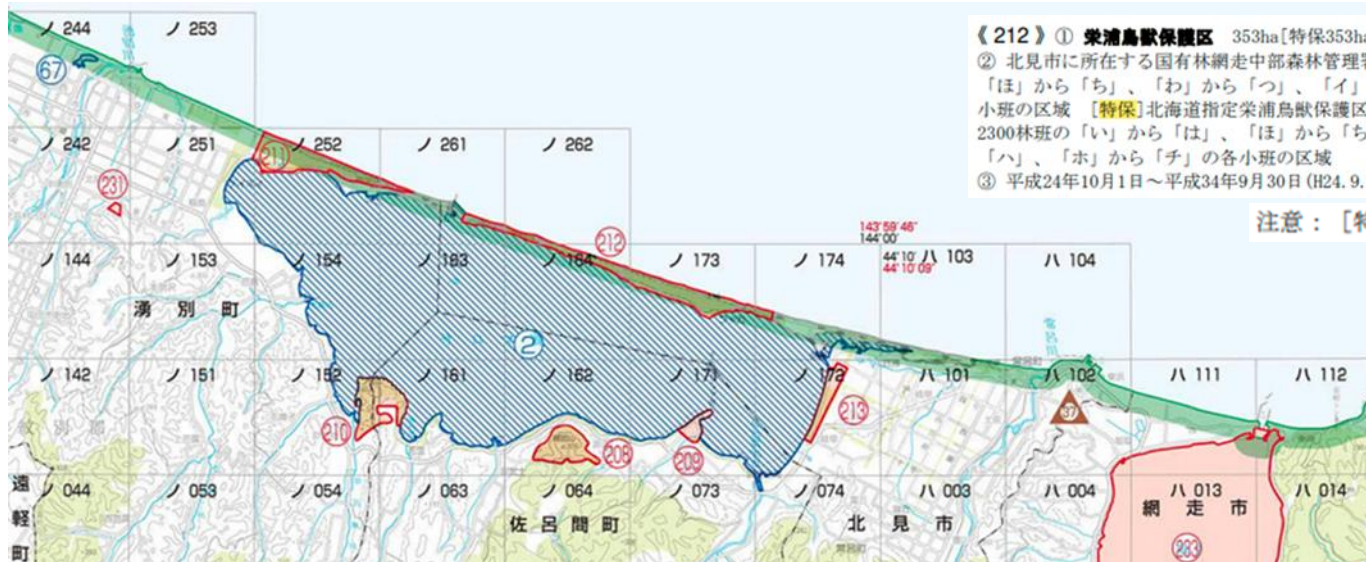 ノ 244
ノ 253
67
《 212 》 ① 栄浦鳥獣保護区 353ha[特保353ha
② 北見市に所在する国有林網走中部森林管理署
「ほ」から「ち」、「わ」から「つ」、「イ」
小班の区域 [特保]北海道指定栄浦鳥獣保護区
2300林班の「い」から「は」、「ほ」から「ち
「ハ」、「ホ」から「チ」の各小班の区域
③ 平成24年10月1日～平成34年9月30日(H24.9.
注意： [特
ノ 242
ノ 251
211
ノ 252
ノ 261
ノ 262
231
212
143°59′46″
144°00′
44°10′
44°10′09″
ノ 144
ノ 153
ノ 154
ノ 163
ノ 164
ノ 173
ノ 174
ハ 103
ハ 104
湧 別 町
2
ノ 142
ノ 151
ノ 152
ノ 161
ノ 162
ノ 171
ノ 172
ハ 101
ハ 102
ハ 111
ハ 112
210
208
209
213
37
ノ 044
ノ 053
ノ 054
ノ 063
ノ 064
ノ 073
ノ 074
ハ 003
ハ 004
ハ 013
ハ 014
遠軽町
佐 呂 間 町
北 見 市
網 走 市